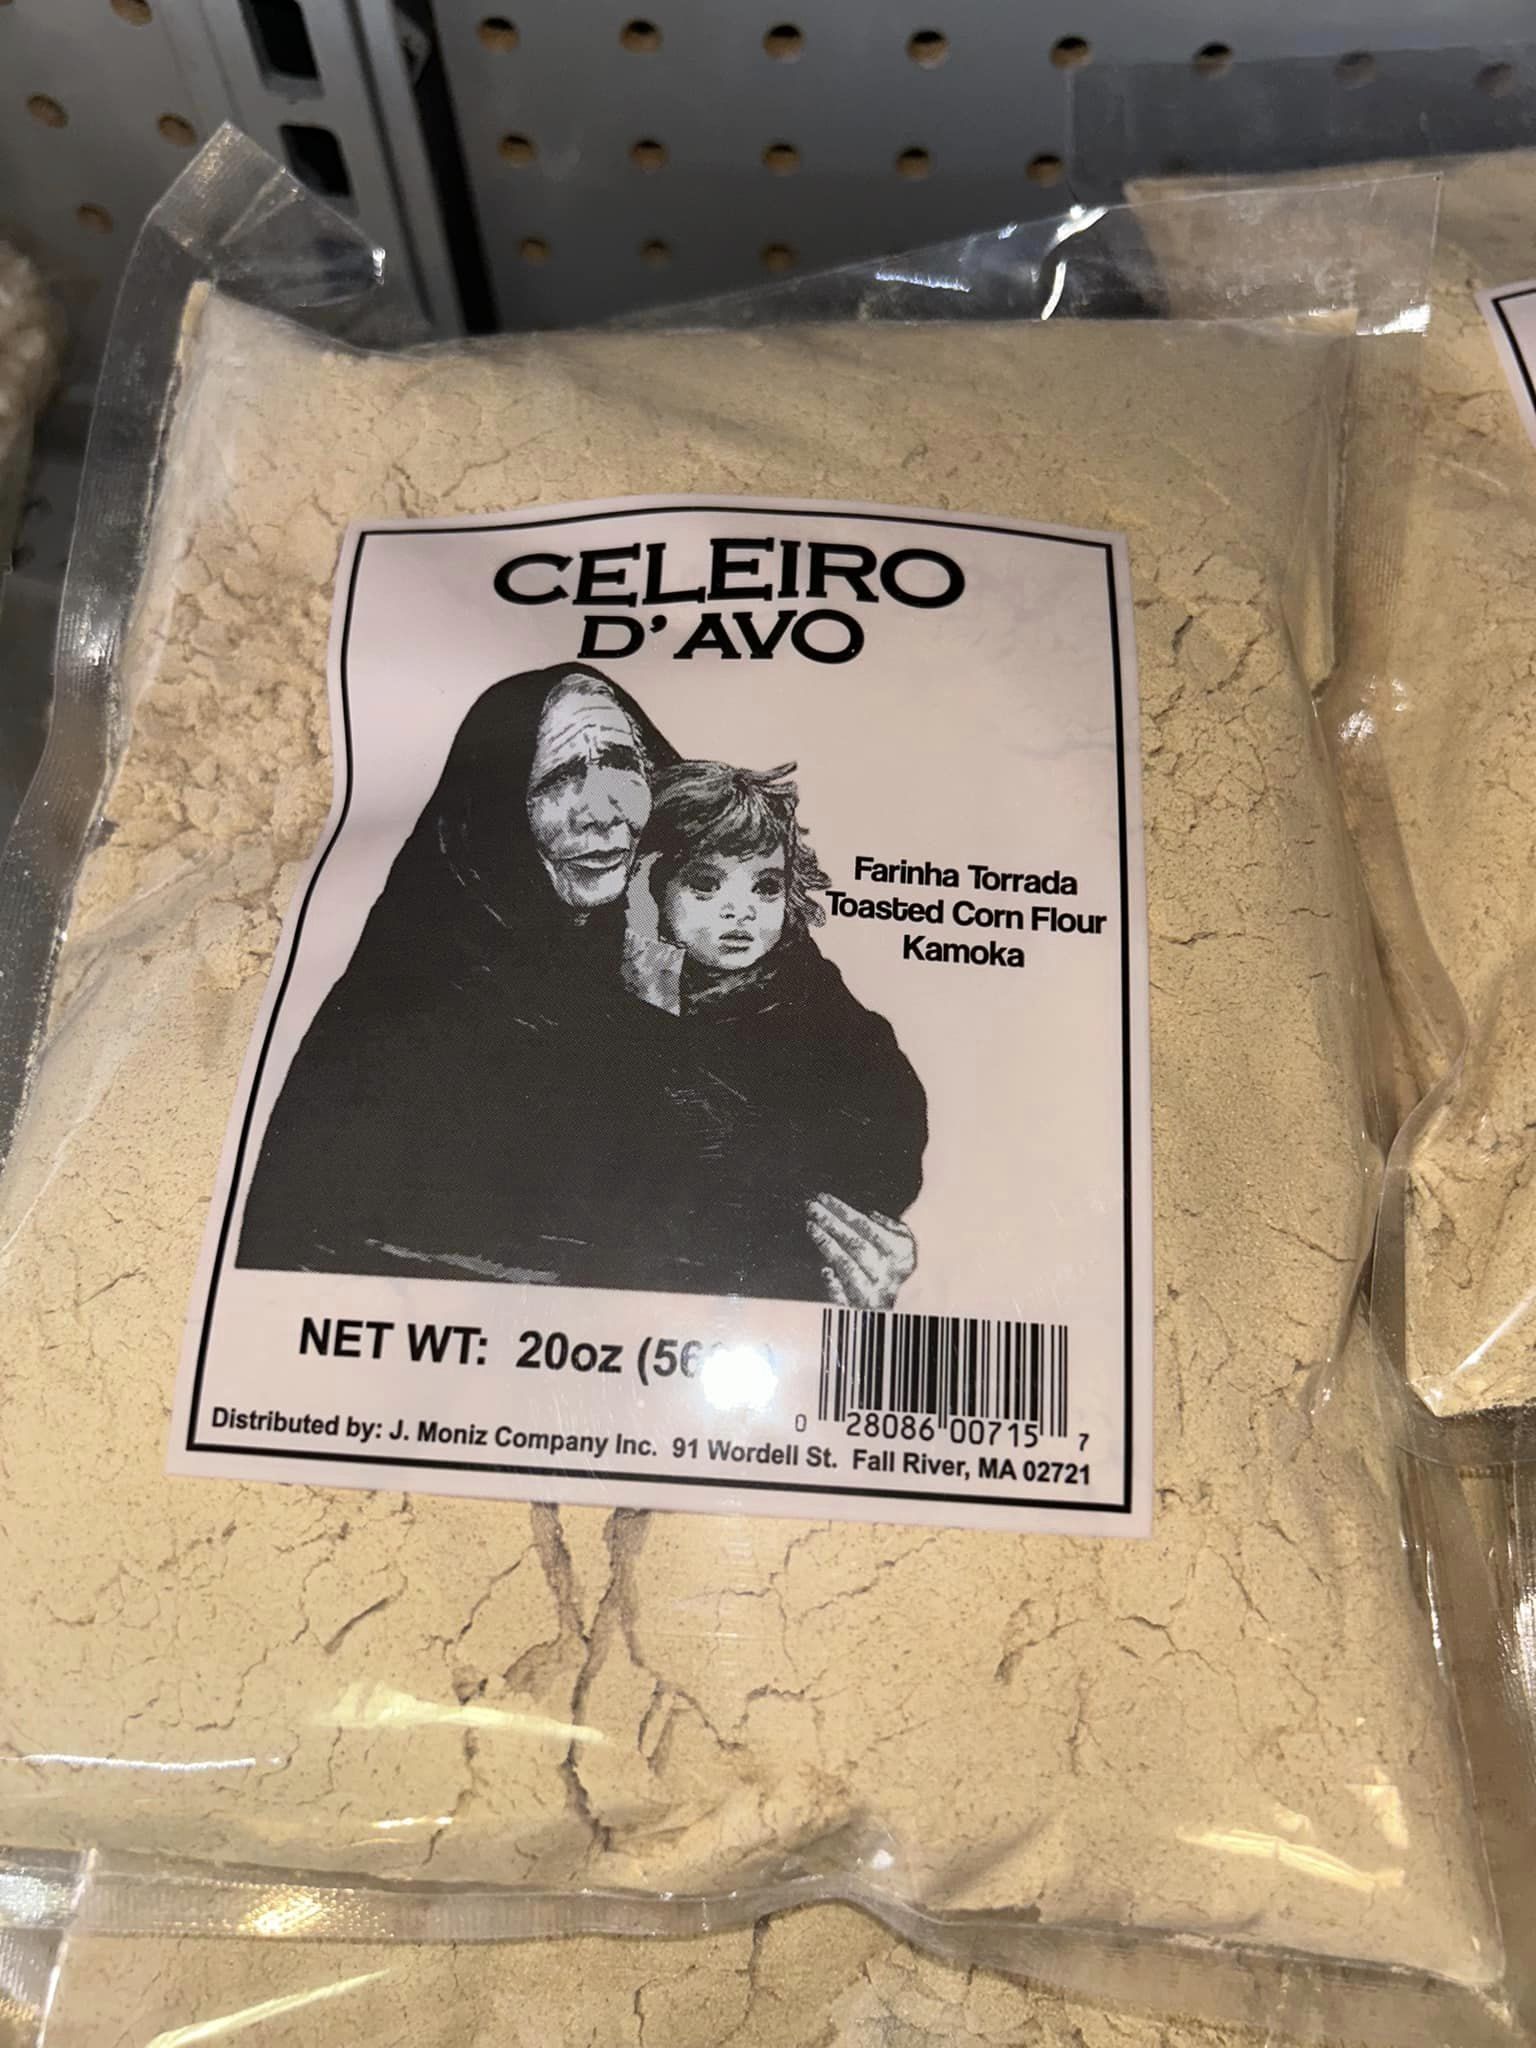 CELEIRO
D'AVO
Farinha Torrada
Toasted Corn Flour
Kamoka
NET WT: 20oz
0 28086 00715 7
Distributed by: J. Moniz Company Inc. 91 Wordell St. Fall River, MA 02721